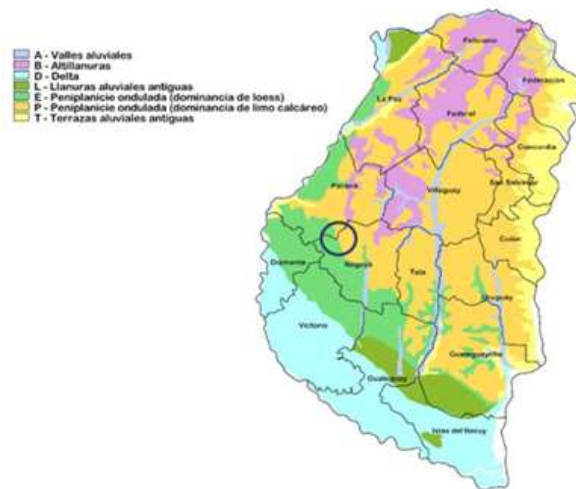 A - Valles aluviales
B - Altillanuras
D - Delta
L - Llanuras aluviales antiguas
E - Peniplanicie ondulada (dominancia de loess)
P - Peniplanicie ondulada (dominancia de limo calcáreo)
T - Terrazas aluviales antiguas
Feliciano
Federación
La Paz
Federal
Concordia
San Salvador
Paraná
Villaguay
Colón
Diamante
Nogoyá
Tala
Uruguay
Victoria
Gualeguaychú
Gualeguay
Islas del Ibicuy